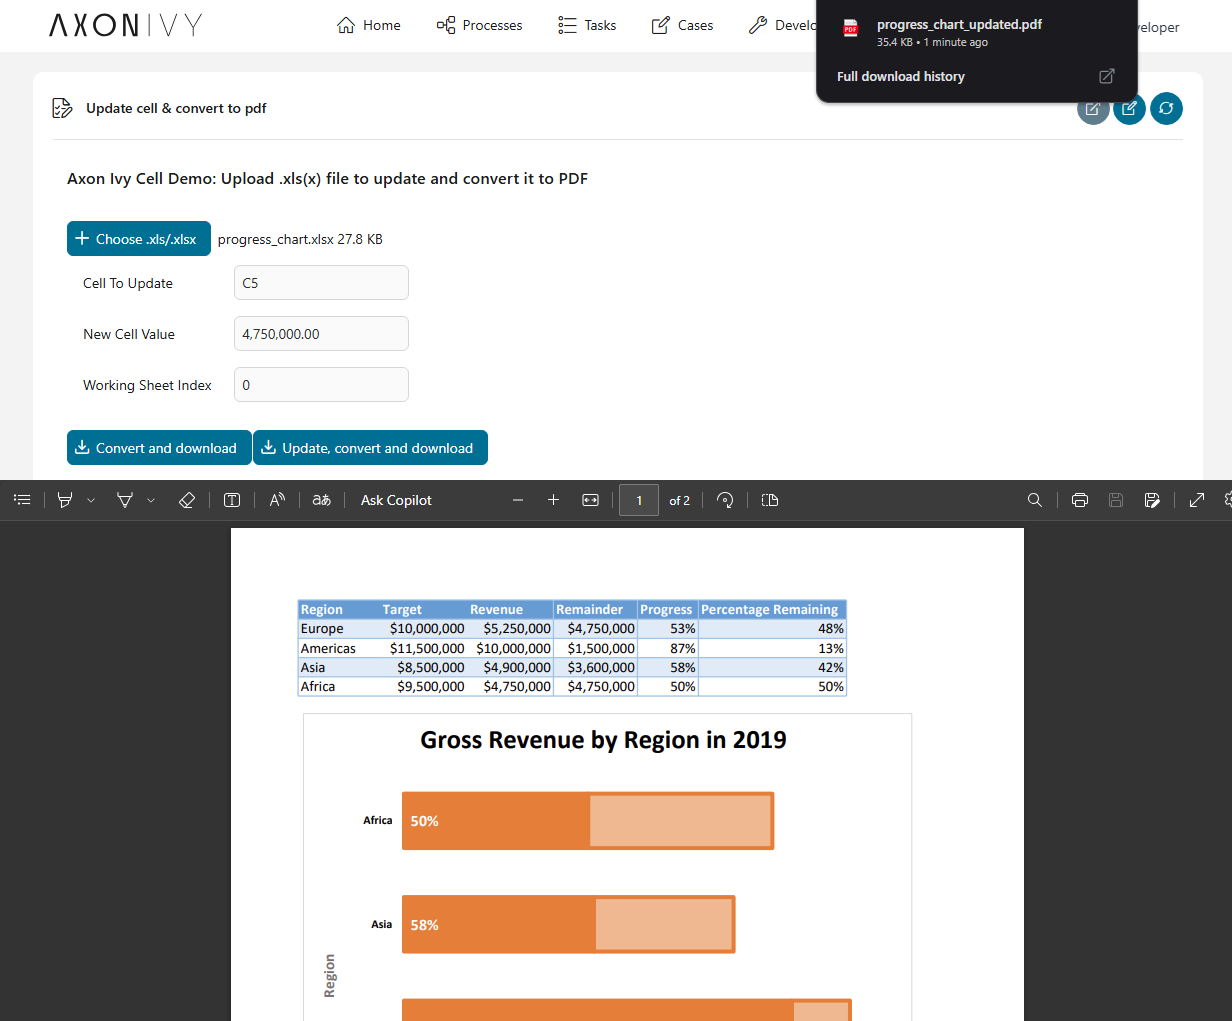 AXONIVY
Home Processes Tasks Cases Develo
veloper
progress_chart_updated.pdf
35.4 KB • 1 minute ago
Full download history
Update cell & convert to pdf
Axon Ivy Cell Demo: Upload .xls(x) file to update and convert it to PDF
Choose .xls/.xlsx progress_chart.xlsx 27.8 KB
Cell To Update C5
New Cell Value 4,750,000.00
Working Sheet Index 0
Convert and download Update, convert and download
Ask Copilot 1 of 2
Region Target Revenue Remainder Progress Percentage Remaining
Europe $10,000,000 $5,250,000 $4,750,000 53% 48%
Americas $11,500,000 $10,000,000 $1,500,000 87% 13%
Asia $8,500,000 $4,900,000 $3,600,000 58% 42%
Africa $9,500,000 $4,750,000 $4,750,000 50% 50%
Gross Revenue by Region in 2019
Africa 50%
Asia 58%
Region